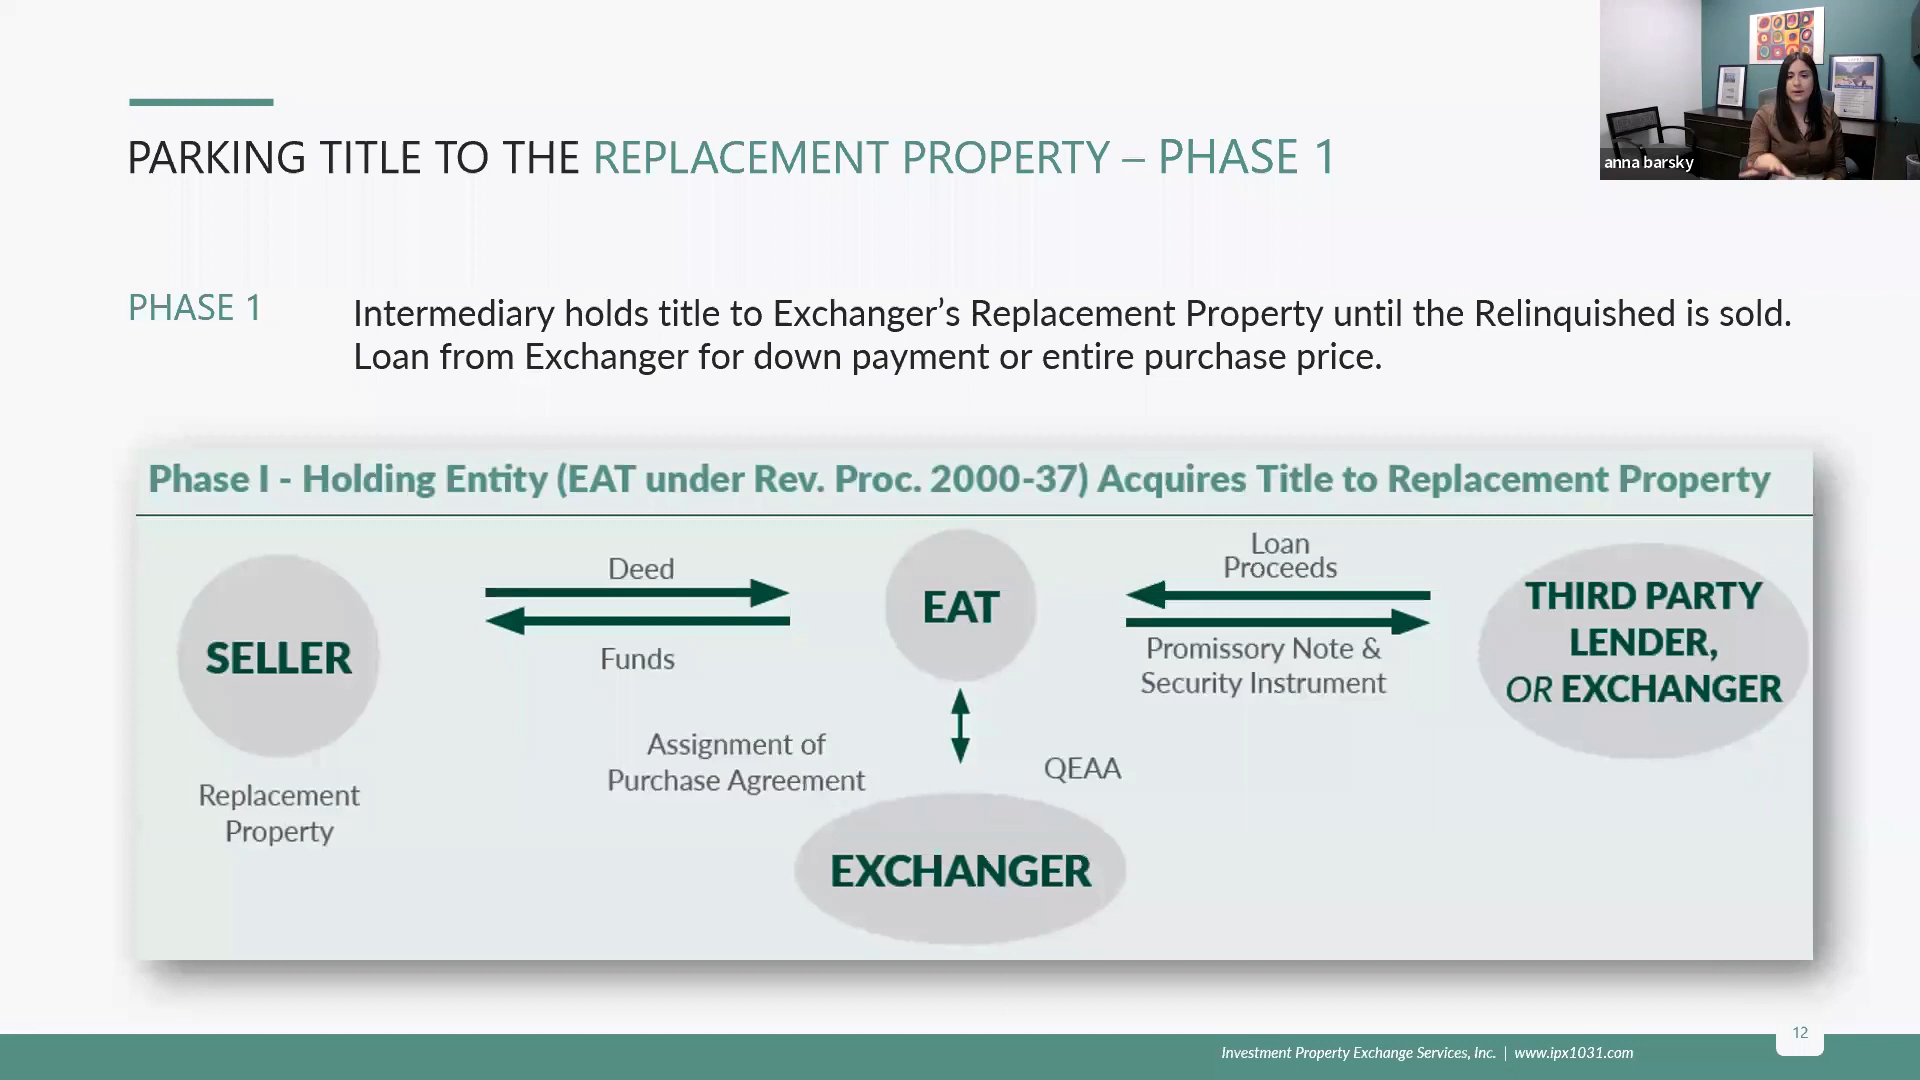 anna barsky
PARKING TITLE TO THE REPLACEMENT PROPERTY – PHASE 1
PHASE 1
Intermediary holds title to Exchanger’s Replacement Property until the Relinquished is sold.
Loan from Exchanger for down payment or entire purchase price.
Phase I - Holding Entity (EAT under Rev. Proc. 2000-37) Acquires Title to Replacement Property
SELLER
Replacement
Property
Deed
Funds
EAT
Loan
Proceeds
Promissory Note &
Security Instrument
THIRD PARTY
LENDER,
OR EXCHANGER
Assignment of
Purchase Agreement
QEAA
EXCHANGER
12
Investment Property Exchange Services, Inc. | www.ipx1031.com